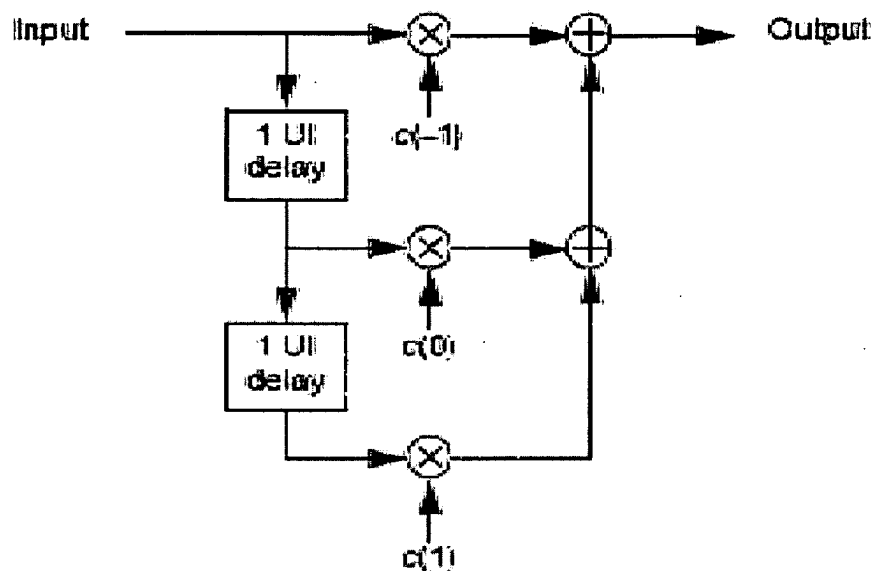 Input
Output
1 UI
delay
c(−1)
1 UI
delay
c(0)
c(1)